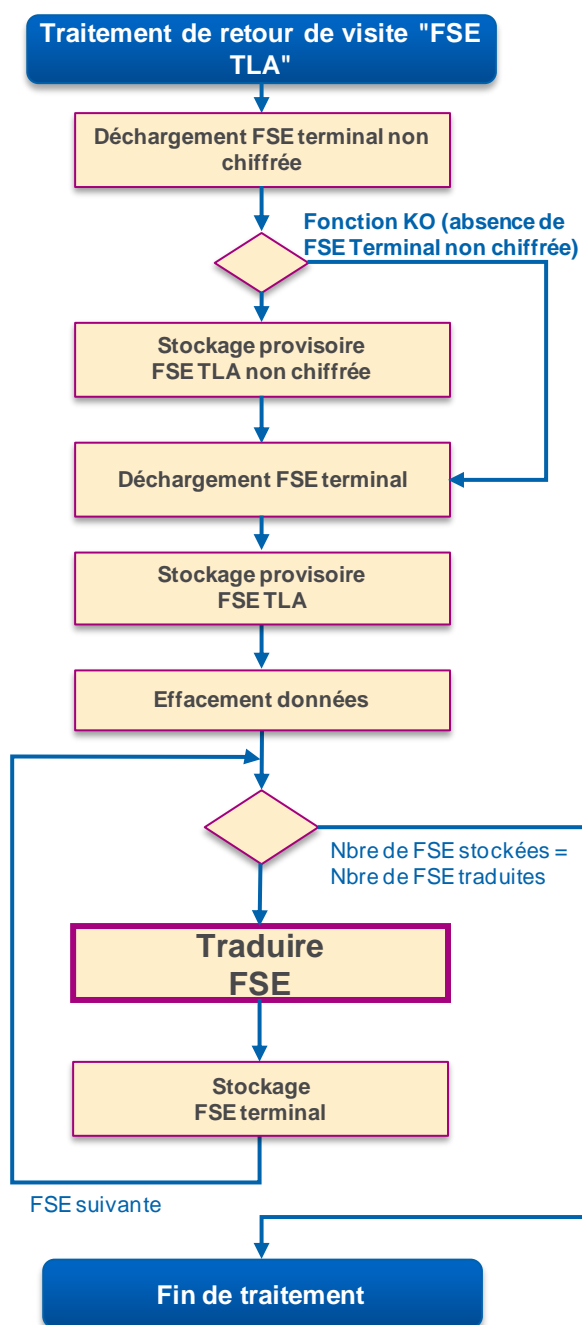 Traitement de retour de visite "FSE
TLA"
Déchargement FSE terminal non
chiffrée
Fonction KO (absence de
FSE Terminal non chiffrée)
Stockage provisoire
FSE TLA non chiffrée
Déchargement FSE terminal
Stockage provisoire
FSE TLA
Effacement données
Nbre de FSE stockées =
Nbre de FSE traduites
Traduire
FSE
Stockage
FSE terminal
FSE suivante
Fin de traitement